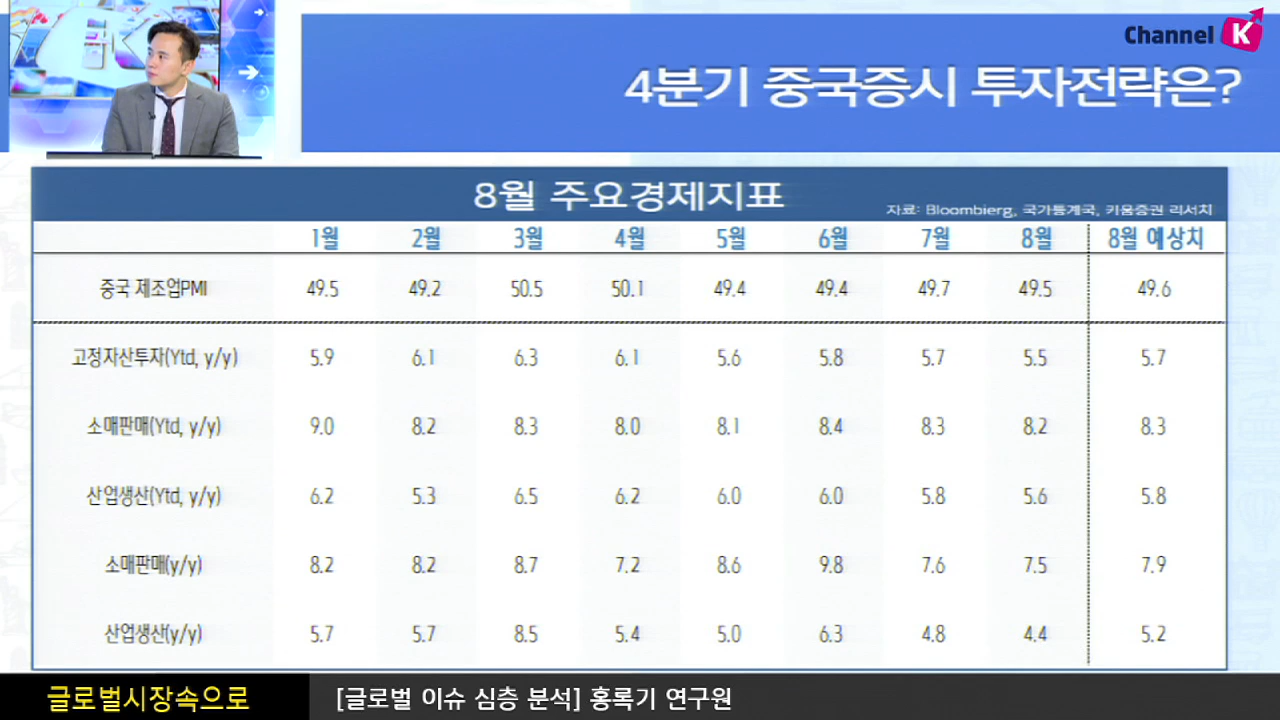 Channel K
4분기 중국증시 투자전략은?
8월 주요경제지표
자료: Bloombierg, 국가통계국, 키움증권 리서치
1월 2월 3월 4월 5월 6월 7월 8월 8월 예상치
중국 제조업PMI 49.5 49.2 50.5 50.1 49.4 49.4 49.7 49.5 49.6
고정자산투자(Ytd, y/y) 5.9 6.1 6.3 6.1 5.6 5.8 5.7 5.5 5.7
소매판매(Ytd, y/y) 9.0 8.2 8.3 8.0 8.1 8.4 8.3 8.2 8.3
산업생산(Ytd, y/y) 6.2 5.3 6.5 6.2 6.0 6.0 5.8 5.6 5.8
소매판매(y/y) 8.2 8.2 8.7 7.2 8.6 9.8 7.6 7.5 7.9
산업생산(y/y) 5.7 5.7 8.5 5.4 5.0 6.3 4.8 4.4 5.2
글로벌시장속으로
[글로벌 이슈 심층 분석] 홍록기 연구원